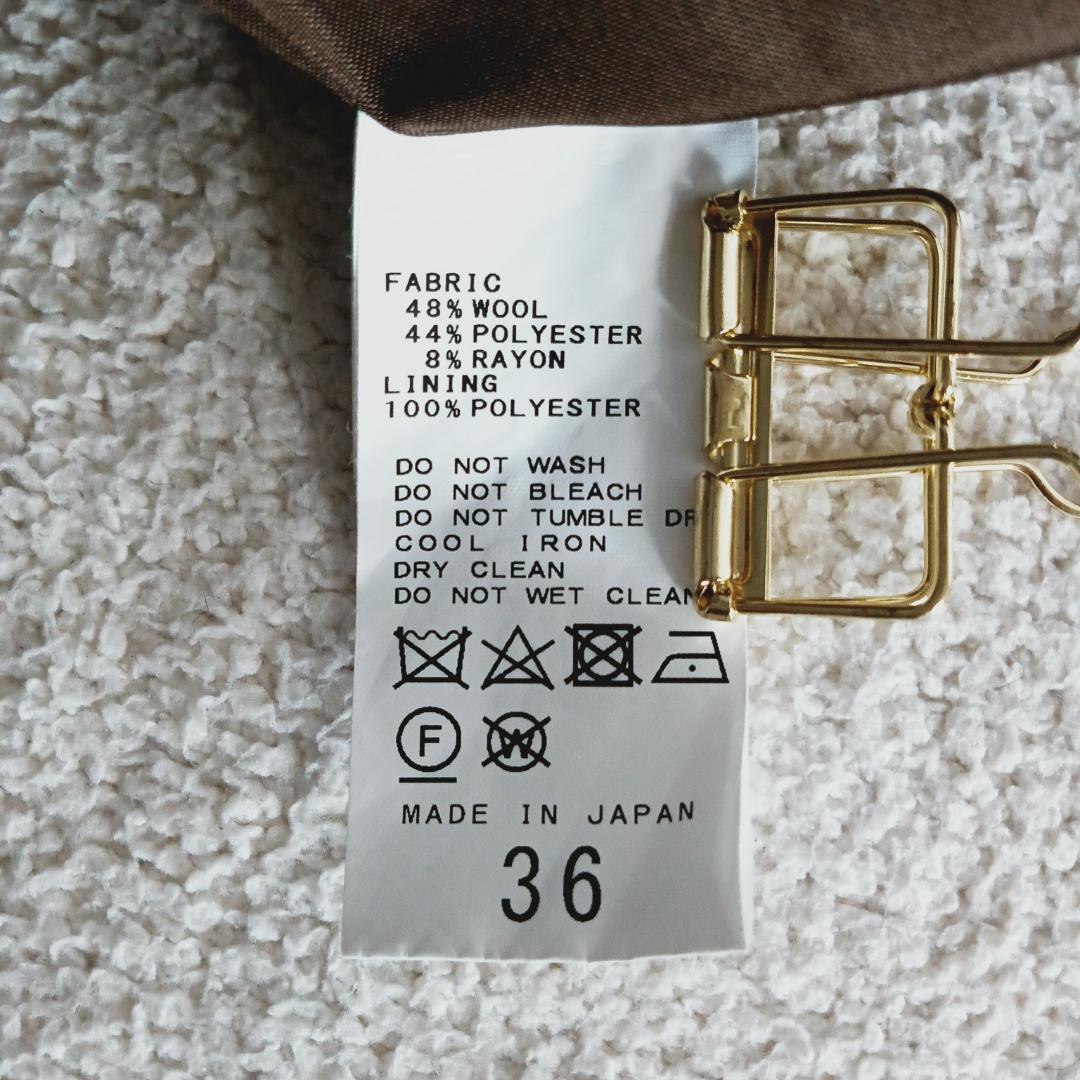 FABRIC
48% WOOL
44% POLYESTER
8% RAYON
LINING
100% POLYESTER
DO NOT WASH
DO NOT BLEACH
DO NOT TUMBLE
COOL IRON
DRY CLEAN
DO NOT WET CLEAN
F W
MADE IN JAPAN
36